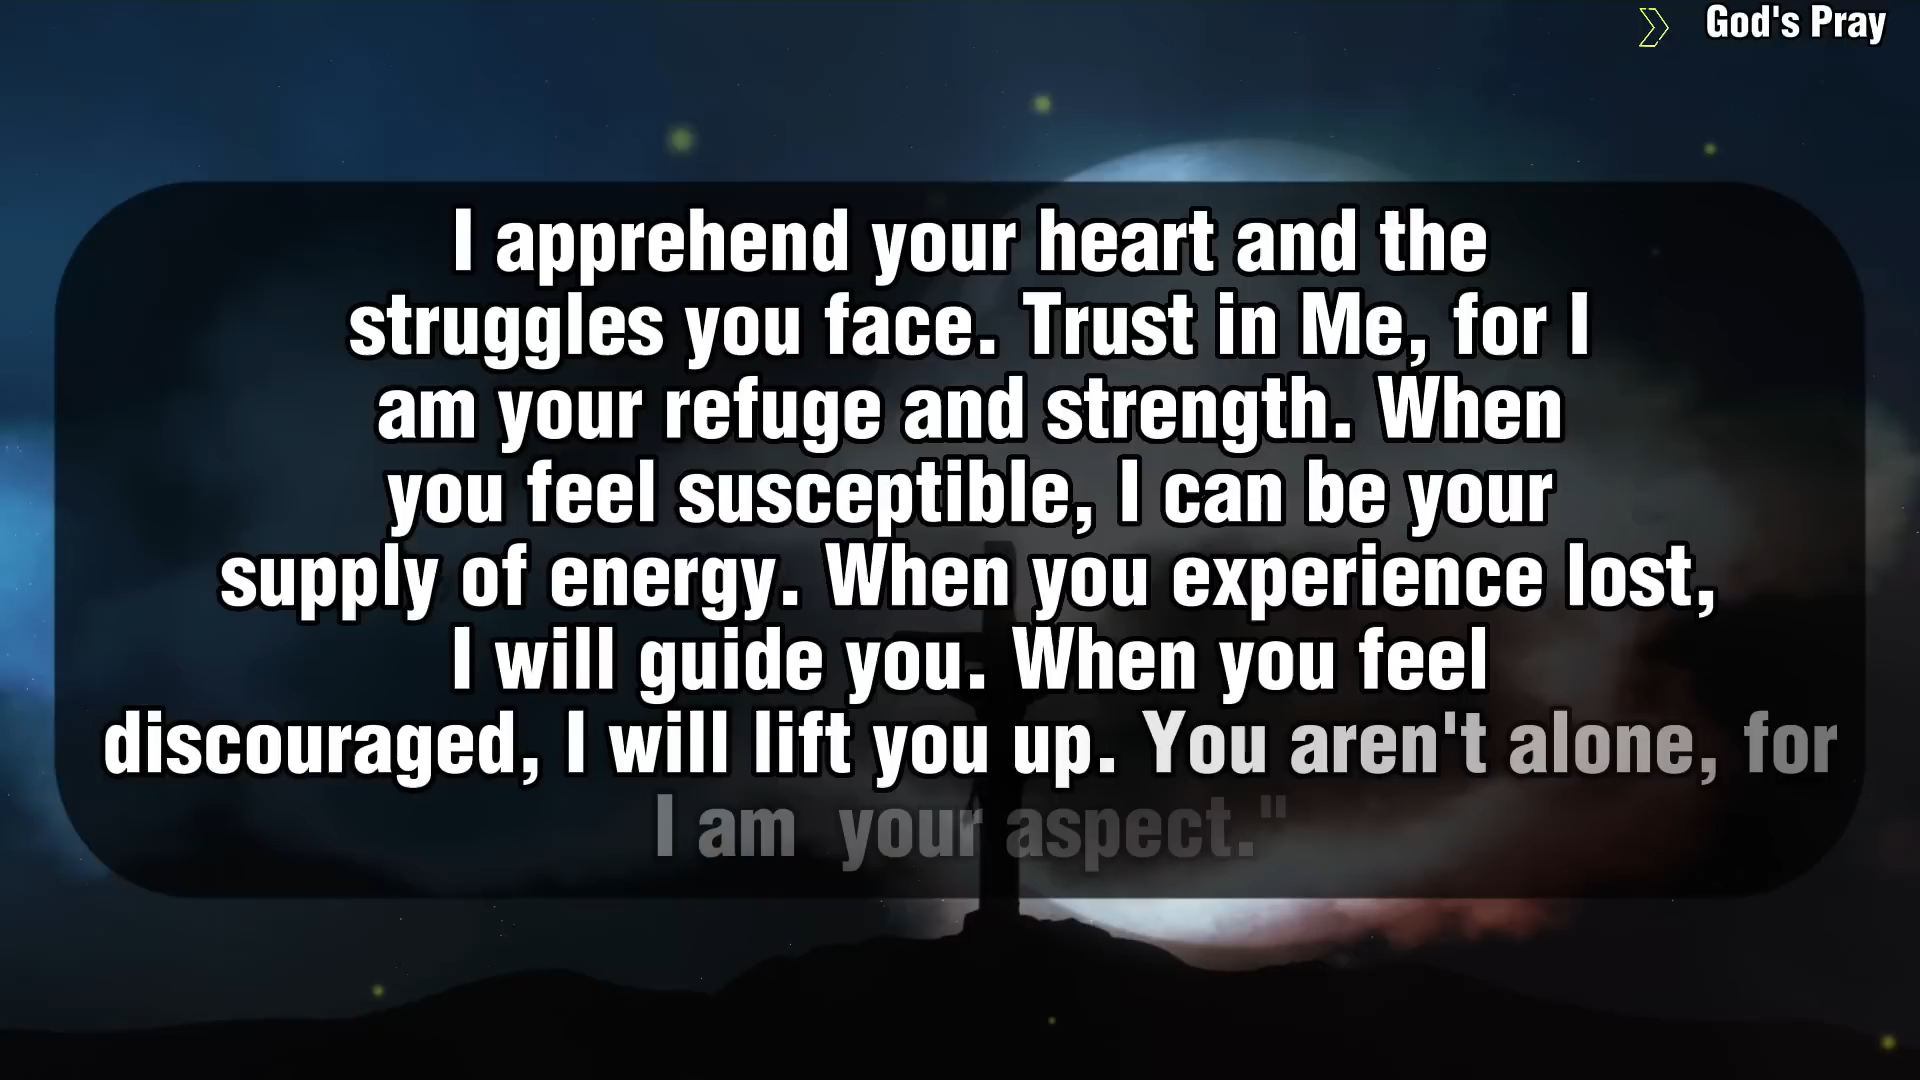 God's Pray
I apprehend your heart and the
struggles you face. Trust in Me, for I
am your refuge and strength. When
you feel susceptible, I can be your
supply of energy. When you experience lost,
I will guide you. When you feel
discouraged, I will lift you up. You aren't alone, for
I am your aspect."